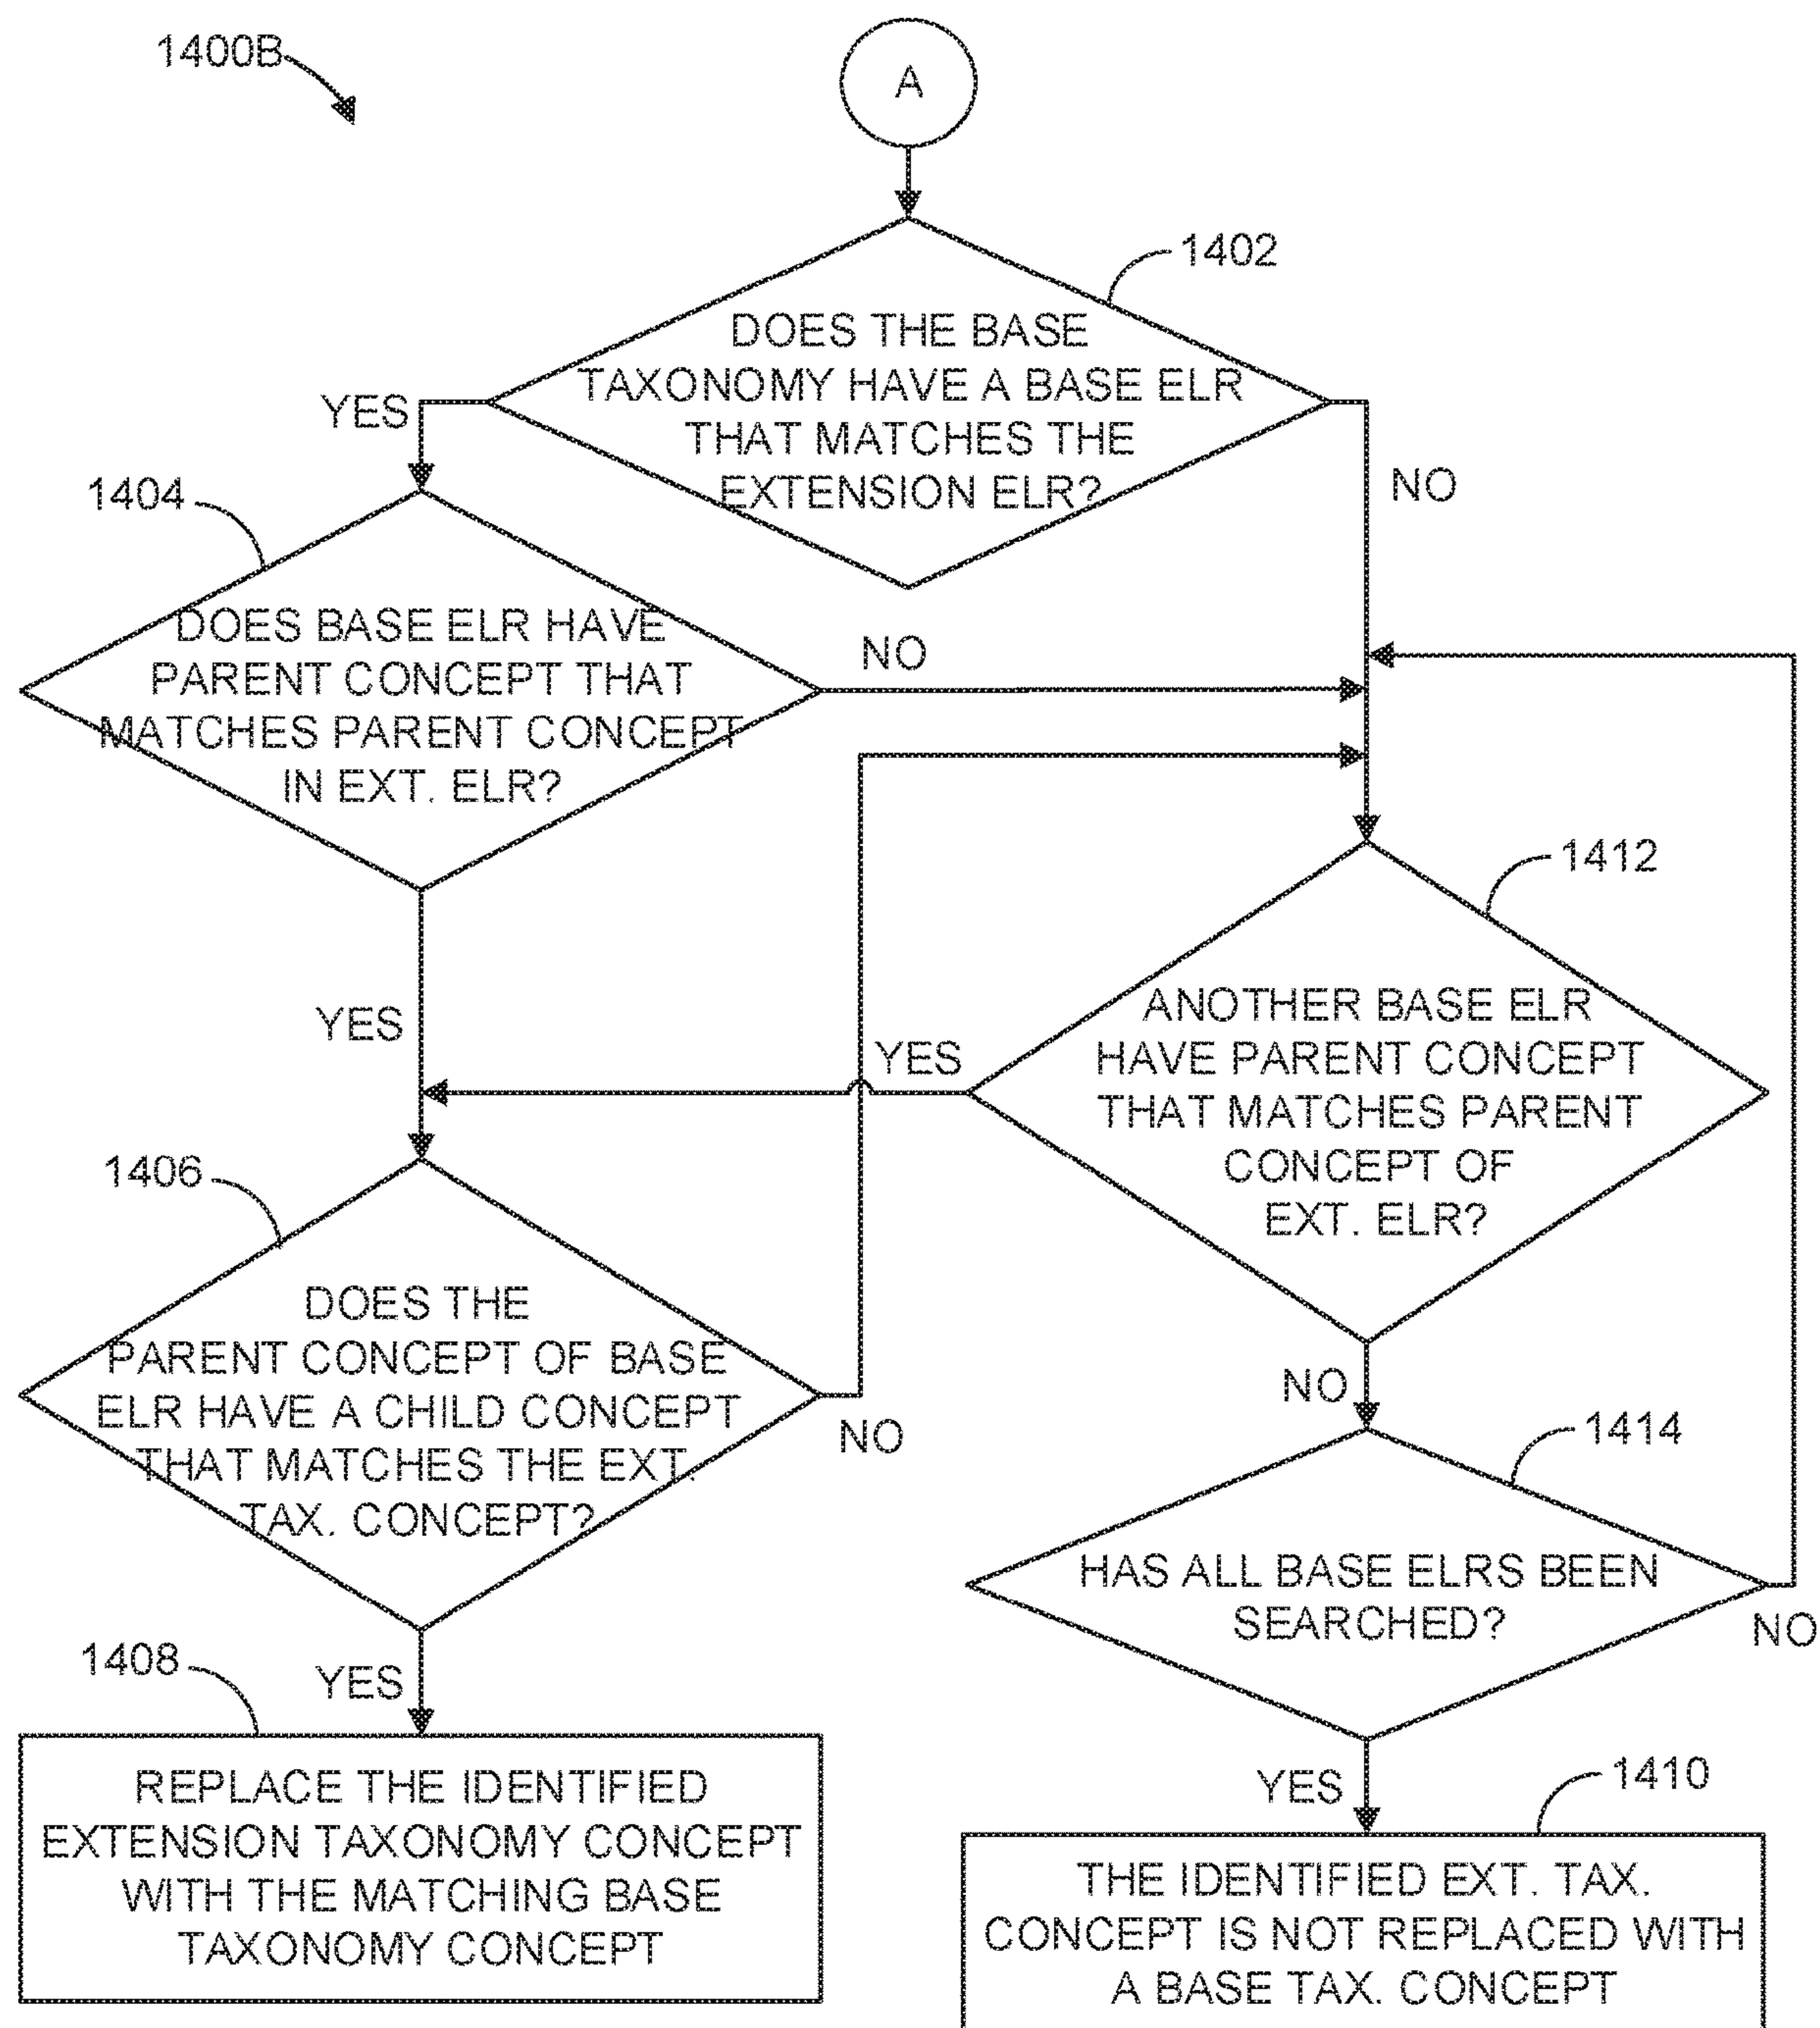 1400B
A
1402
DOES THE BASE
TAXONOMY HAVE A BASE ELR
THAT MATCHES THE
EXTENSION ELR?
YES
NO
1404
DOES BASE ELR HAVE
PARENT CONCEPT THAT
MATCHES PARENT CONCEPT
IN EXT. ELR?
NO
YES
1412
ANOTHER BASE ELR
HAVE PARENT CONCEPT
THAT MATCHES PARENT
CONCEPT OF
EXT. ELR?
YES
NO
1406
DOES THE
PARENT CONCEPT OF BASE
ELR HAVE A CHILD CONCEPT
THAT MATCHES THE EXT.
TAX. CONCEPT?
NO
YES
1414
HAS ALL BASE ELRS BEEN
SEARCHED?
NO
YES
1408
REPLACE THE IDENTIFIED
EXTENSION TAXONOMY CONCEPT
WITH THE MATCHING BASE
TAXONOMY CONCEPT
1410
THE IDENTIFIED EXT. TAX.
CONCEPT IS NOT REPLACED WITH
A BASE TAX. CONCEPT